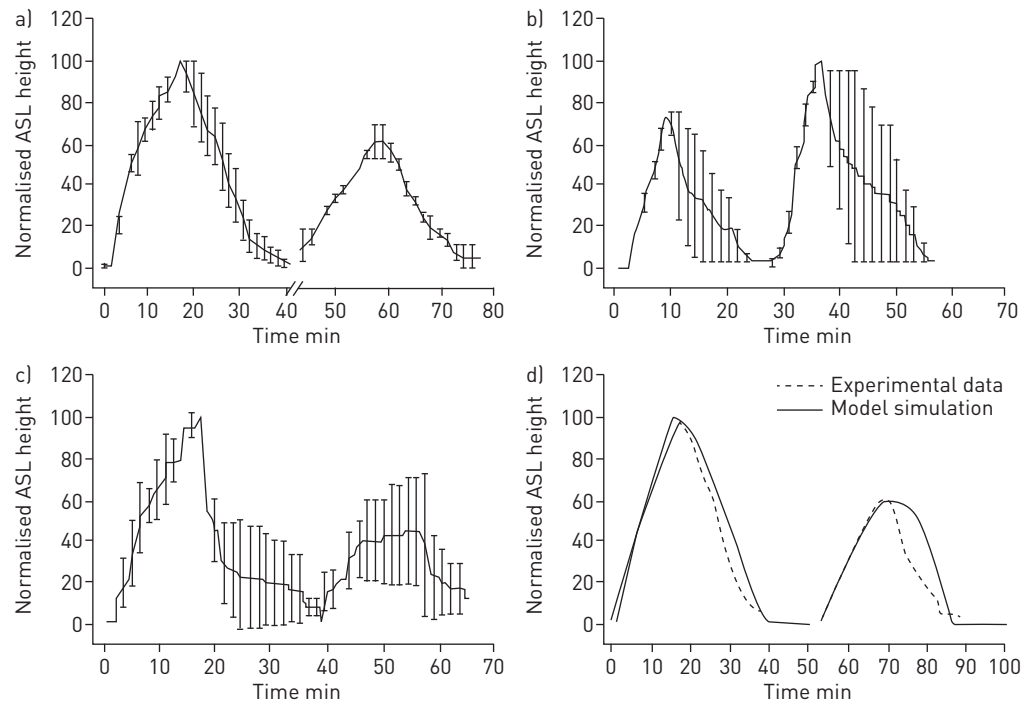 a)
Normalised ASL height
120
100
80
60
40
20
0
0 10 20 30 40 50 60 70 80
Time min
b)
Normalised ASL height
120
100
80
60
40
20
0
0 10 20 30 40 50 60 70
Time min
c)
Normalised ASL height
120
100
80
60
40
20
0
0 10 20 30 40 50 60 70
Time min
d)
Normalised ASL height
120
100
80
60
40
20
0
Experimental data
Model simulation
0 10 20 30 40 50 60 70 80 90 100
Time min